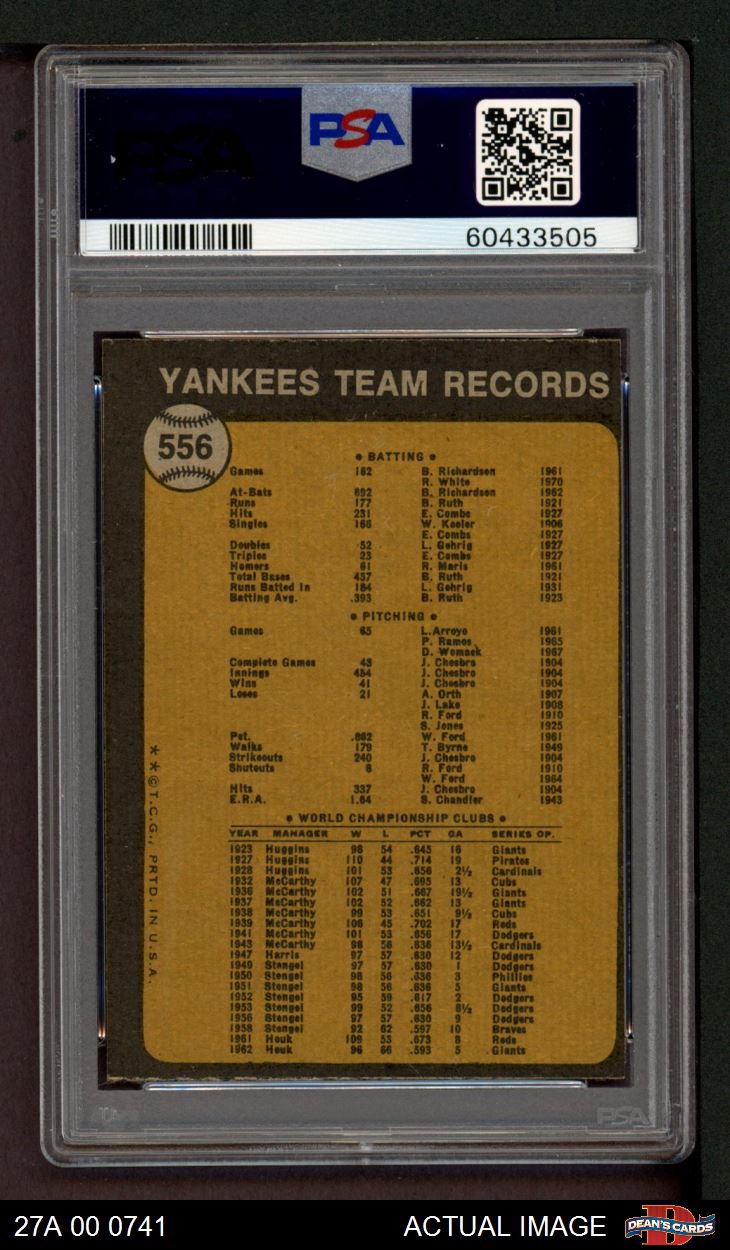 PSA
60433505
YANKEES TEAM RECORDS
556
• BATTING •
Games 162 B. Richardson 1961
R. White 1970
At-Bats 692 B. Richardson 1962
Runs 177 B. Ruth 1921
Hits 231 E. Combs 1927
Singles 166 W. Keeler 1906
E. Combs 1927
Doubles 52 L. Gehrig 1927
Triples 23 E. Combs 1927
Homers 61 R. Maris 1961
Total Bases 457 B. Ruth 1921
Runs Batted In 184 L. Gehrig 1931
Batting Avg. .393 B. Ruth 1923
• PITCHING •
Games 65 L. Arroyo 1961
P. Ramos 1965
D. Womack 1967
Complete Games 48 J. Chesbro 1904
Innings 454 J. Chesbro 1904
Wins 41 J. Chesbro 1904
Loses 21 A. Orth 1907
J. Lake 1908
R. Ford 1910
S. Jones 1925
Pct. .862 W. Ford 1961
Walks 179 T. Byrne 1949
Strikeouts 240 J. Chesbro 1904
Shutouts 8 R. Ford 1910
W. Ford 1964
Hits 337 J. Chesbro 1904
E.R.A. 1.64 S. Chandler 1943
• WORLD CHAMPIONSHIP CLUBS •
YEAR MANAGER W L PCT GA SERIES OP.
1923 Huggins 98 54 .645 16 Giants
1927 Huggins 110 44 .714 19 Pirates
1928 Huggins 101 53 .656 2½ Cardinals
1932 McCarthy 107 47 .695 13 Cubs
1936 McCarthy 102 51 .667 19½ Giants
1937 McCarthy 102 52 .662 13 Giants
1938 McCarthy 99 53 .651 9½ Cubs
1939 McCarthy 106 45 .702 17 Reds
1941 McCarthy 101 53 .656 17 Dodgers
1943 McCarthy 98 56 .636 13½ Cardinals
1947 Harris 97 57 .630 12 Dodgers
1949 Stengel 97 57 .630 1 Dodgers
1950 Stengel 98 56 .636 3 Phillies
1951 Stengel 98 56 .636 5 Giants
1952 Stengel 95 59 .617 2 Dodgers
1953 Stengel 99 52 .656 8½ Dodgers
1956 Stengel 97 57 .630 9 Dodgers
1958 Stengel 92 62 .597 10 Braves
1961 Houk 109 53 .673 8 Reds
1962 Houk 96 66 .593 5 Giants
**©T.C.G., PRTD. IN U.S.A.
PSA
27A 00 0741 ACTUAL IMAGE DEAN'S CARDS